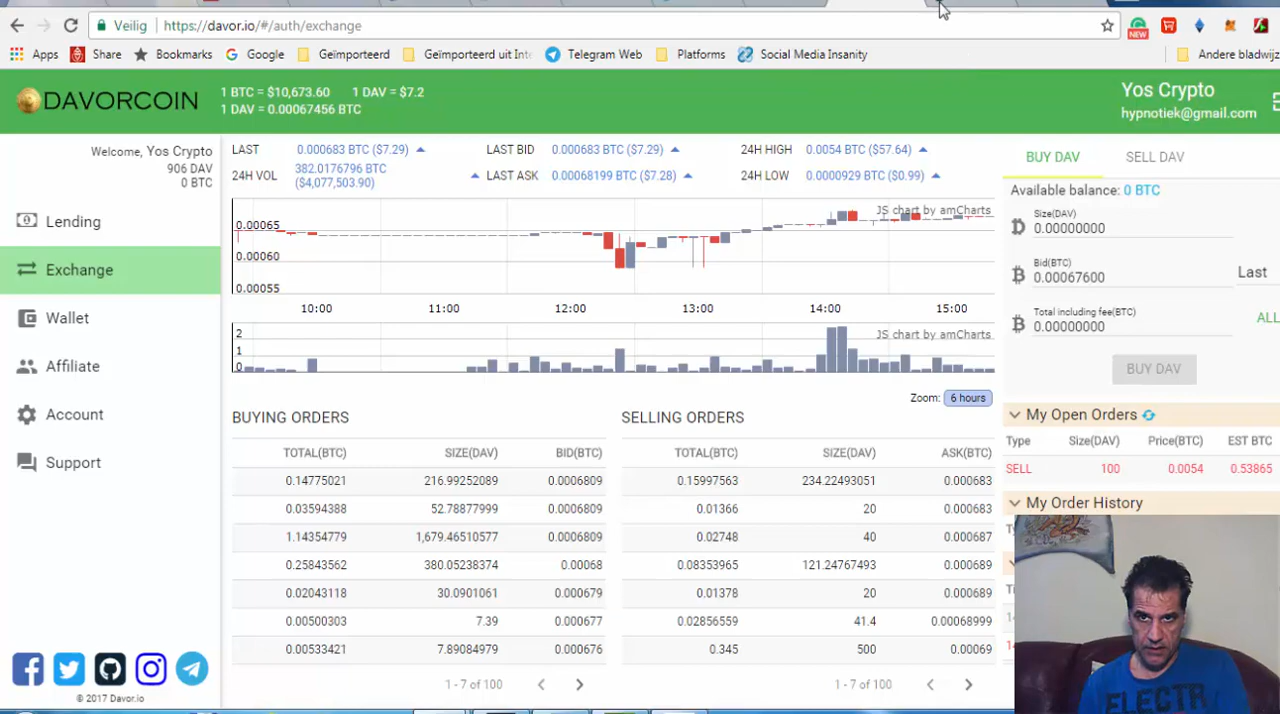 Veilig
https://davor.io/#/auth/exchange
NEW
Apps Share Bookmarks Google Geïmporteerd Geïmporteerd uit Inte Telegram Web Platforms Social Media Insanity Andere bladwijz
DAVORCOIN
1 BTC = $10,673.60 1 DAV = $7.2
1 DAV = 0.00067456 BTC
Yos Crypto
hypnotiek@gmail.com
Welcome, Yos Crypto
906 DAV
0 BTC
Lending
Exchange
Wallet
Affiliate
Account
Support
© 2017 Davor.io
LAST 0.000683 BTC ($7.29) LAST BID 0.000683 BTC ($7.29) 24H HIGH 0.0054 BTC ($57.64)
24H VOL 382.0176796 BTC ($4,077,503.90) LAST ASK 0.00068199 BTC ($7.28) 24H LOW 0.0000929 BTC ($0.99)
JS chart by amCharts
0.00065
0.00060
0.00055
10:00 11:00 12:00 13:00 14:00 15:00
JS chart by amCharts
2
1
0
Zoom: 6 hours
BUYING ORDERS
TOTAL(BTC) SIZE(DAV) BID(BTC)
0.14775021 216.99252089 0.0006809
0.03594388 52.78877999 0.0006809
1.14354779 1,679.46510577 0.0006809
0.25843562 380.05238374 0.00068
0.02043118 30.0901061 0.000679
0.00500303 7.39 0.000677
0.00533421 7.89084979 0.000676
1 - 7 of 100
SELLING ORDERS
TOTAL(BTC) SIZE(DAV) ASK(BTC)
0.15997563 234.22493051 0.000683
0.01366 20 0.000683
0.02748 40 0.000687
0.08353965 121.24767493 0.000689
0.01378 20 0.000689
0.02856559 41.4 0.00068999
0.345 500 0.00069
1 - 7 of 100
BUY DAV SELL DAV
Available balance: 0 BTC
Size(DAV)
0.00000000
Bid(BTC)
0.00067600 Last
Total including fee(BTC)
0.00000000 ALL
BUY DAV
My Open Orders
Type Size(DAV) Price(BTC) EST BTC
SELL 100 0.0054 0.53865
My Order History
ELECTR